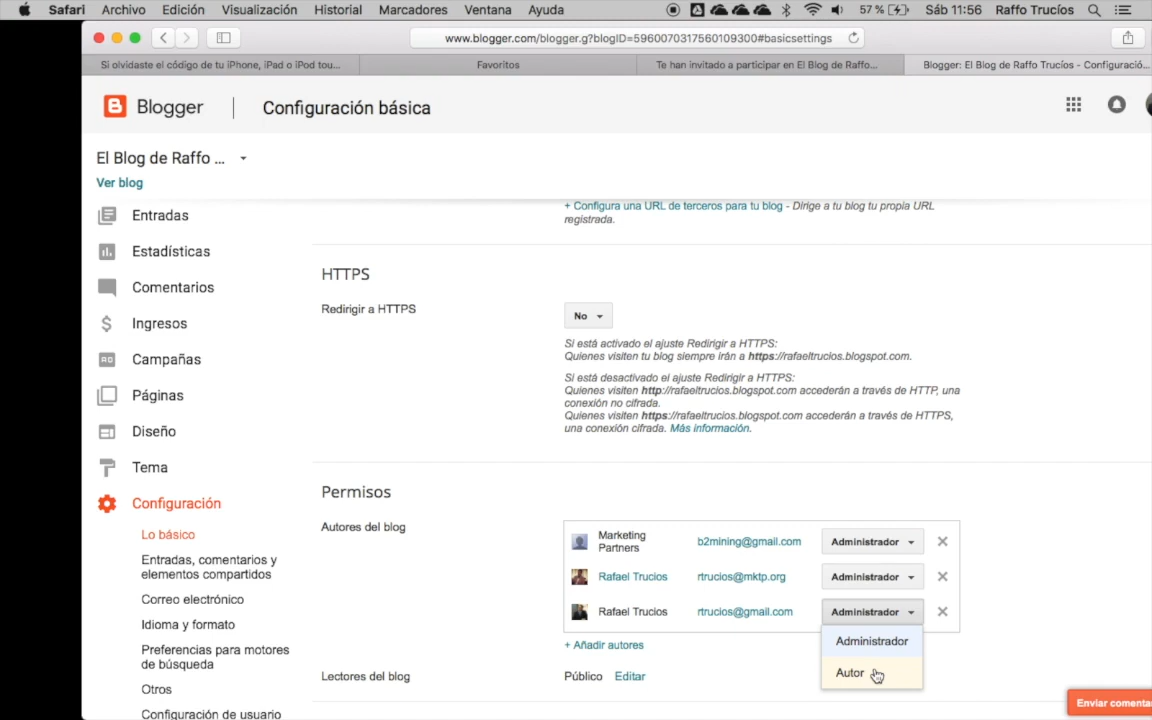 Safari Archivo Edición Visualización Historial Marcadores Ventana Ayuda 57 % Sáb 11:56 Raffo Trucíos
www.blogger.com/blogger.g?blogID=5960070317560109300#basicsettings
Si olvidaste el código de tu iPhone, iPad o iPod tou... Favoritos Te han invitado a participar en El Blog de Raffo... Blogger: El Blog de Raffo Trucíos - Configuració...
Blogger Configuración básica
El Blog de Raffo ...
Ver blog
Entradas
Estadísticas
Comentarios
Ingresos
Campañas
Páginas
Diseño
Tema
Configuración
Lo básico
Entradas, comentarios y
elementos compartidos
Correo electrónico
Idioma y formato
Preferencias para motores
de búsqueda
Otros
Configuración de usuario
+ Configura una URL de terceros para tu blog - Dirige a tu blog tu propia URL
registrada.
HTTPS
Redirigir a HTTPS
No
Si está activado el ajuste Redirigir a HTTPS:
Quienes visiten tu blog siempre irán a https://rafaeltrucios.blogspot.com.
Si está desactivado el ajuste Redirigir a HTTPS:
Quienes visiten http://rafaeltrucios.blogspot.com accederán a través de HTTP, una
conexión no cifrada.
Quienes visiten https://rafaeltrucios.blogspot.com accederán a través de HTTPS,
una conexión cifrada. Más información.
Permisos
Autores del blog
Marketing
Partners b2mining@gmail.com Administrador
Rafael Trucios rtrucios@mktp.org Administrador
Rafael Trucios rtrucios@gmail.com Administrador
Administrador
Autor
+ Añadir autores
Lectores del blog
Público Editar
Enviar comenta